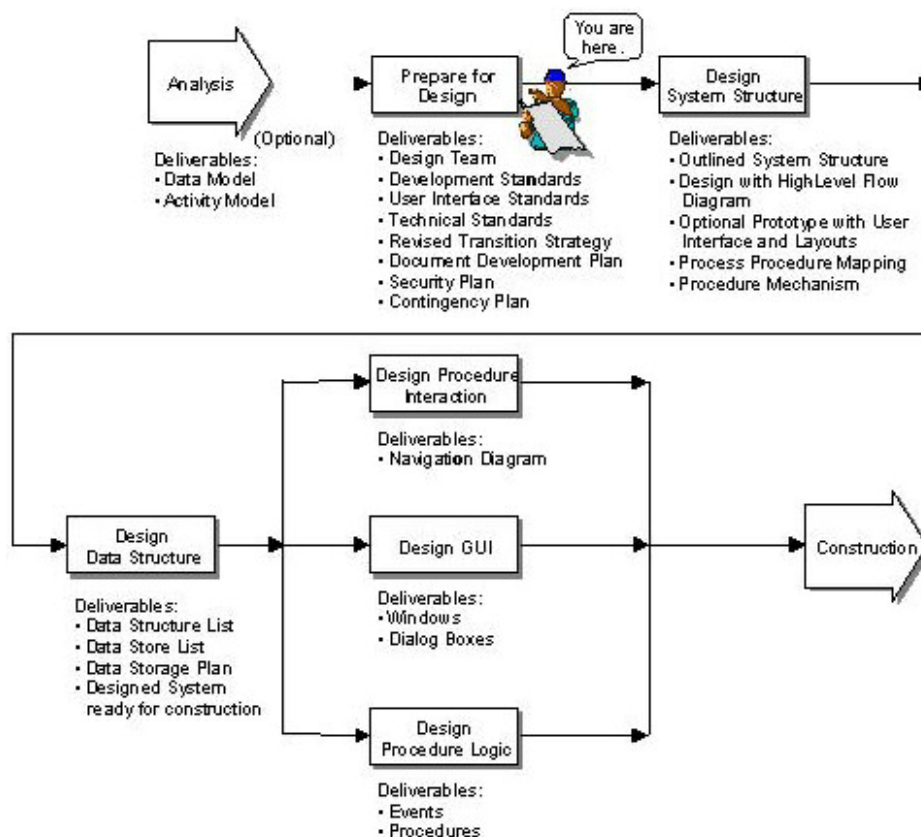 You are
here.
Analysis
(Optional)
Deliverables:
• Data Model
• Activity Model
Prepare for
Design
Deliverables:
• Design Team
• Development Standards
• User Interface Standards
• Technical Standards
• Revised Transition Strategy
• Document Development Plan
• Security Plan
• Contingency Plan
Design
System Structure
Deliverables:
• Outlined System Structure
• Design with High-Level Flow
Diagram
• Optional Prototype with User
Interface and Layouts
• Process Procedure Mapping
• Procedure Mechanism
Design
Data Structure
Deliverables:
• Data Structure List
• Data Store List
• Data Storage Plan
• Designed System
ready for construction
Design Procedure
Interaction
Deliverables:
• Navigation Diagram
Design GUI
Deliverables:
• Windows
• Dialog Boxes
Design
Procedure Logic
Deliverables:
• Events
• Procedures
Construction